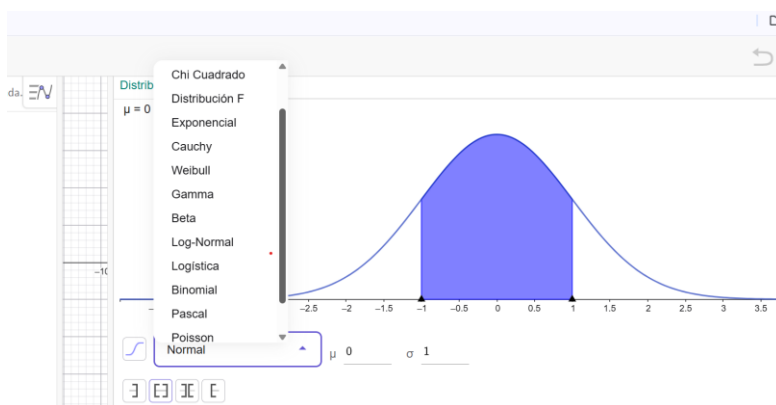 D
da.
Distrib
μ = 0
Chi Cuadrado
Distribución F
Exponencial
Cauchy
Weibull
Gamma
Beta
Log-Normal
Logística
Binomial
Pascal
Poisson
−10
−2.5 −2 −1.5 −1 −0.5 0 0.5 1 1.5 2 2.5 3 3.5
Normal
μ 0 σ 1